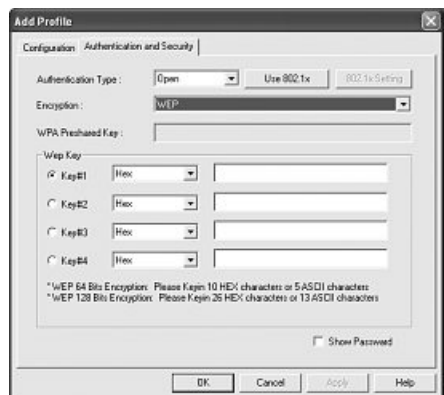 Add Profile
Configuration Authentication and Security
Authentication Type : Open Use 802.1x 802.1x Setting
Encryption : WEP
WPA Preshared Key :
Wep Key
Key#1 Hex
Key#2 Hex
Key#3 Hex
Key#4 Hex
* WEP 64 Bits Encryption: Please Keyin 10 HEX characters or 5 ASCII characters
* WEP 128 Bits Encryption: Please Keyin 26 HEX characters or 13 ASCII characters
Show Password
OK Cancel Apply Help